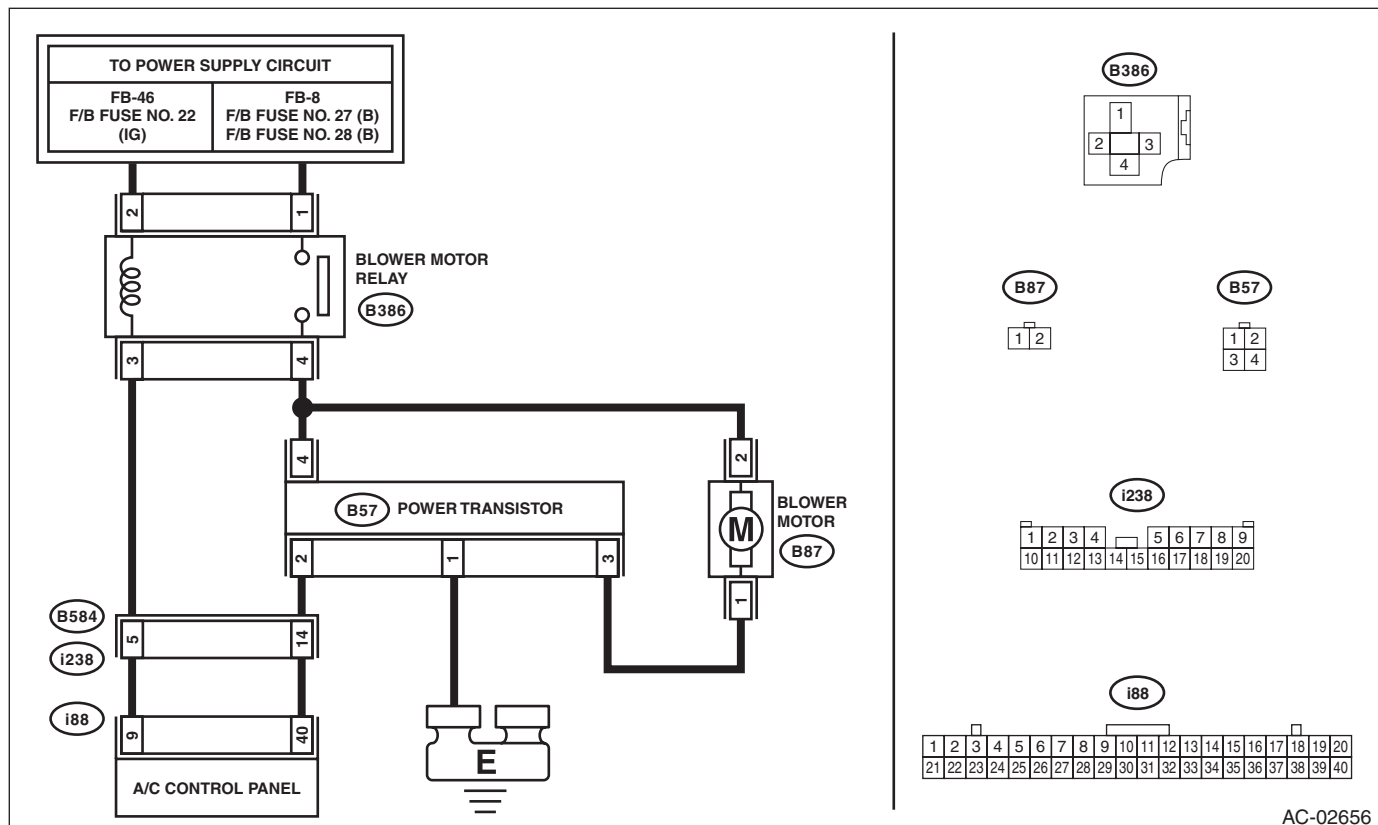 TO POWER SUPPLY CIRCUIT
FB-46
F/B FUSE NO. 22
(IG)
FB-8
F/B FUSE NO. 27 (B)
F/B FUSE NO. 28 (B)
2 1
BLOWER MOTOR
RELAY
B386
3 4
4
B57 POWER TRANSISTOR
2 1 3
2
M
BLOWER
MOTOR
B87
1
B584
i238
5 14
i88
9 40
A/C CONTROL PANEL
E
B386
1
2 3
4
B87
1 2
B57
1 2
3 4
i238
1 2 3 4 5 6 7 8 9
10 11 12 13 14 15 16 17 18 19 20
i88
1 2 3 4 5 6 7 8 9 10 11 12 13 14 15 16 17 18 19 20
21 22 23 24 25 26 27 28 29 30 31 32 33 34 35 36 37 38 39 40
AC-02656